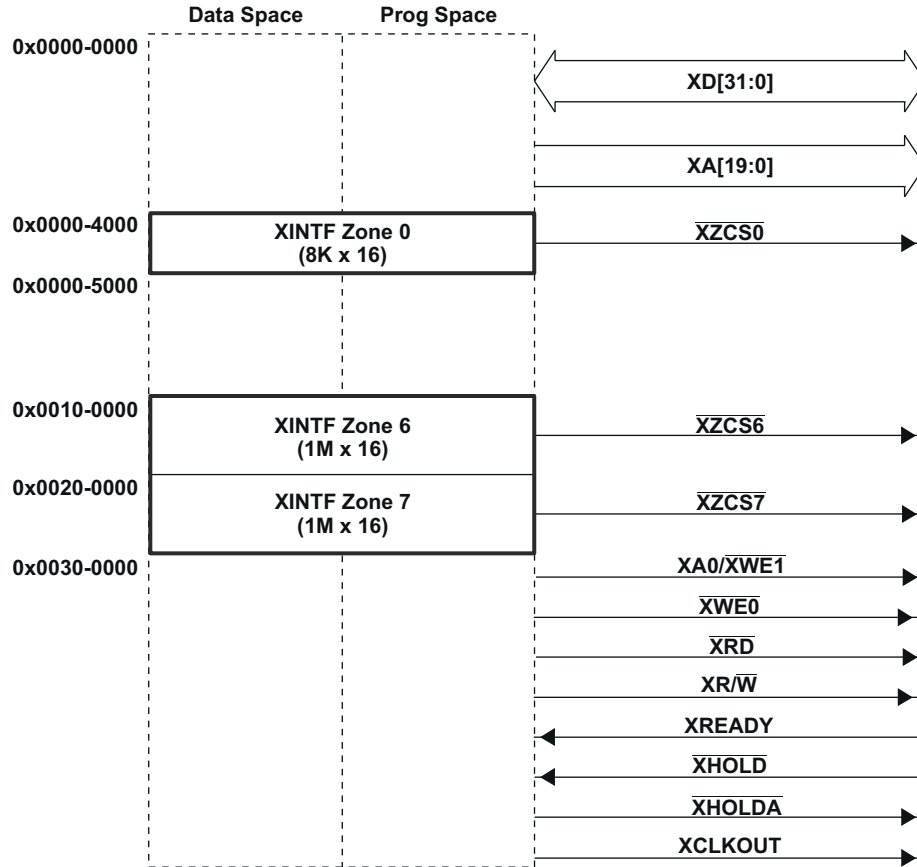 Data Space Prog Space
0x0000-0000
XD[31:0]
XA[19:0]
0x0000-4000
XINTF Zone 0
(8K x 16)
XZCS0
0x0000-5000
0x0010-0000
XINTF Zone 6
(1M x 16)
XZCS6
0x0020-0000
XINTF Zone 7
(1M x 16)
XZCS7
0x0030-0000
XA0/XWE1
XWE0
XRD
XR/W
XREADY
XHOLD
XHOLDA
XCLKOUT